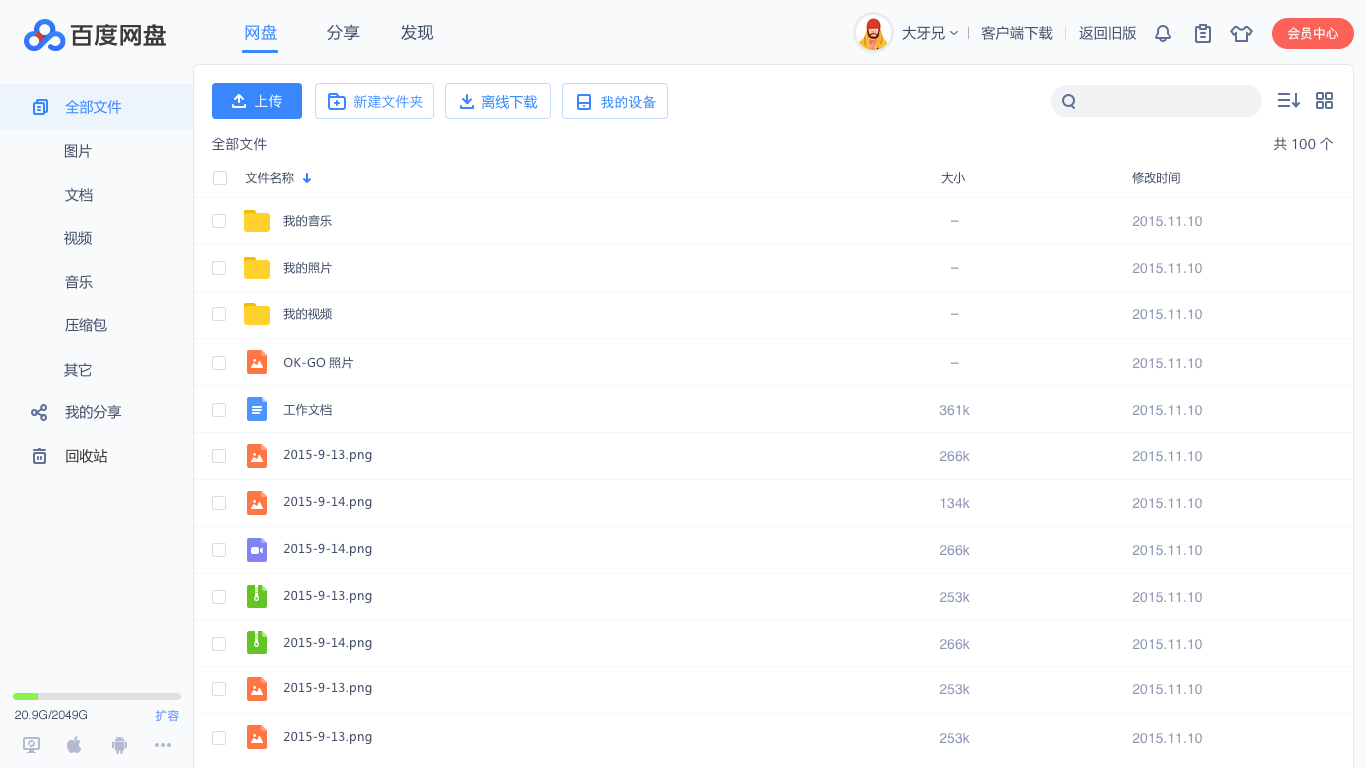 百度网盘 网盘 分享 发现 大牙兄 客户端下载 返回旧版 会员中心
全部文件
图片
文档
视频
音乐
压缩包
其它
我的分享
回收站
20.9G/2049G 扩容
上传 新建文件夹 离线下载 我的设备
全部文件 共 100 个
文件名称 大小 修改时间
我的音乐 – 2015.11.10
我的照片 – 2015.11.10
我的视频 – 2015.11.10
OK-GO 照片 – 2015.11.10
工作文档 361k 2015.11.10
2015-9-13.png 266k 2015.11.10
2015-9-14.png 134k 2015.11.10
2015-9-14.png 266k 2015.11.10
2015-9-13.png 253k 2015.11.10
2015-9-14.png 266k 2015.11.10
2015-9-13.png 253k 2015.11.10
2015-9-13.png 253k 2015.11.10